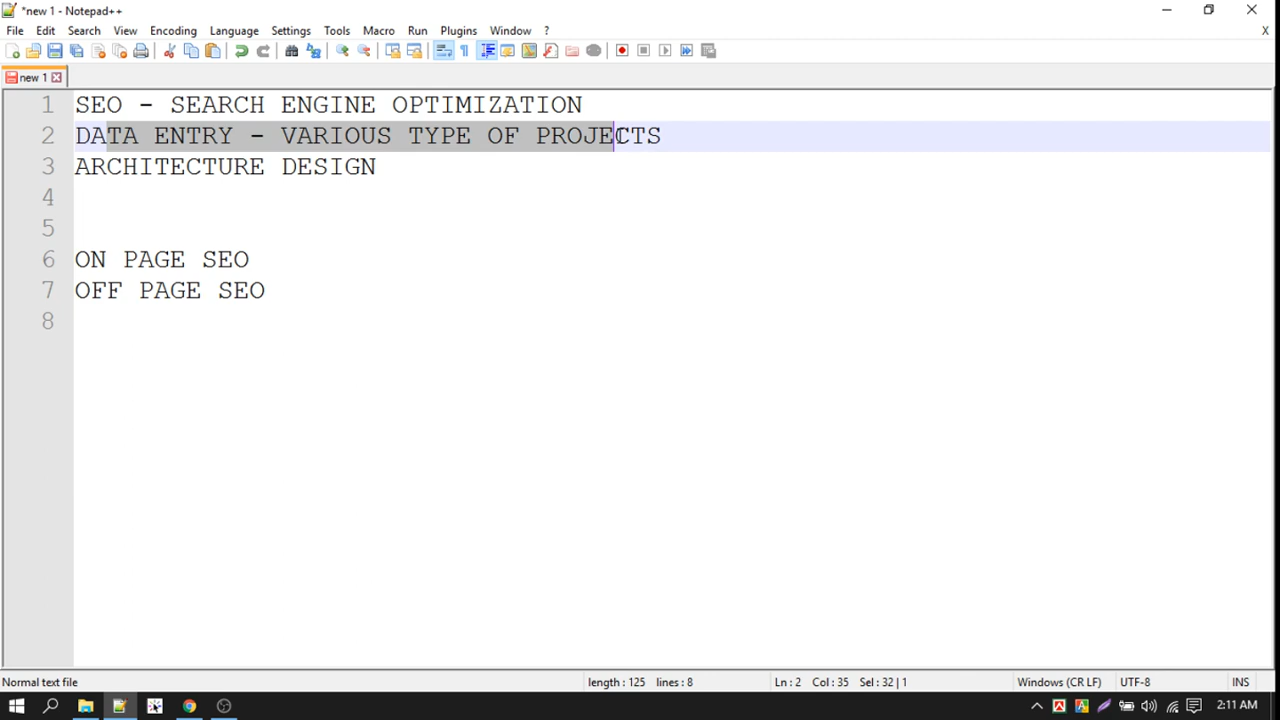 *new 1 - Notepad++
File Edit Search View Encoding Language Settings Tools Macro Run Plugins Window ? X
new 1
1 SEO - SEARCH ENGINE OPTIMIZATION
2 DATA ENTRY - VARIOUS TYPE OF PROJECTS
3 ARCHITECTURE DESIGN
4
5
6 ON PAGE SEO
7 OFF PAGE SEO
8
Normal text file length : 125 lines : 8 Ln : 2 Col : 35 Sel : 32 | 1 Windows (CR LF) UTF-8 INS
2:11 AM